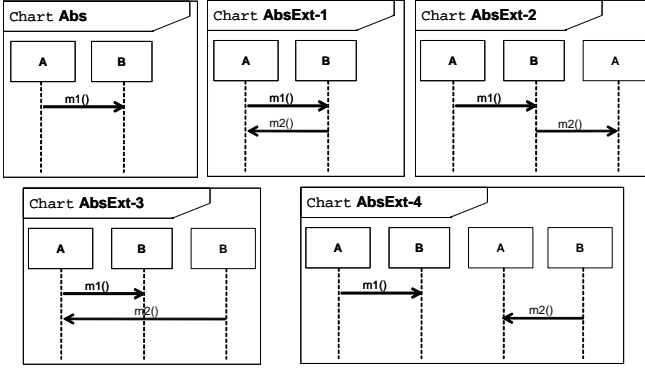 Chart Abs
A B
m1()
Chart AbsExt-1
A B
m1()
m2()
Chart AbsExt-2
A B A
m1()
m2()
Chart AbsExt-3
A B B
m1()
m2()
Chart AbsExt-4
A B A B
m1()
m2()